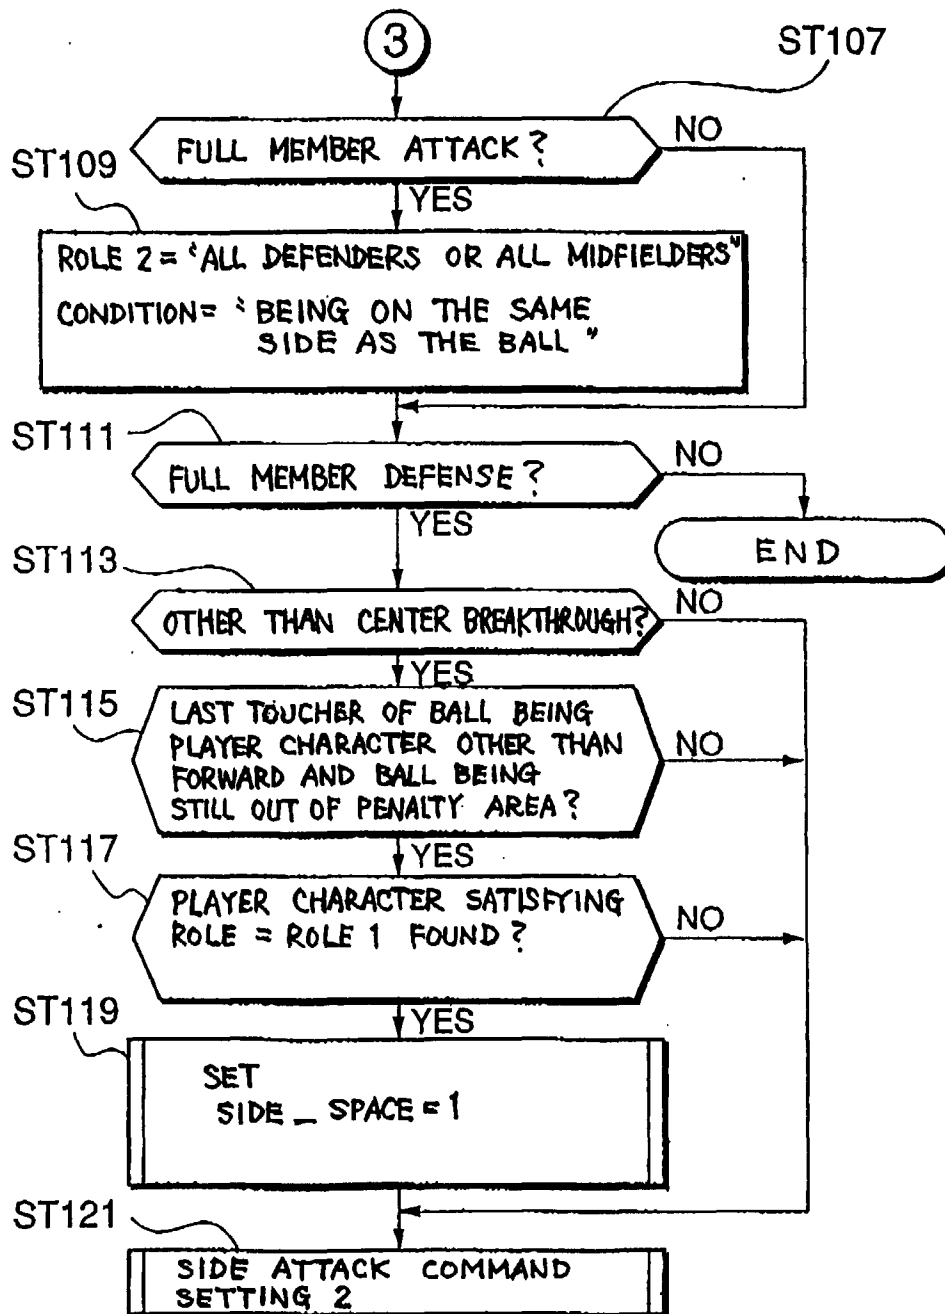 3
ST107
FULL MEMBER ATTACK?
NO
ST109
YES
ROLE 2 = "ALL DEFENDERS OR ALL MIDFIELDERS"
CONDITION= "BEING ON THE SAME
SIDE AS THE BALL"
ST111
FULL MEMBER DEFENSE?
NO
YES
END
ST113
OTHER THAN CENTER BREAKTHROUGH?
NO
YES
ST115
LAST TOUCHER OF BALL BEING
PLAYER CHARACTER OTHER THAN
FORWARD AND BALL BEING
STILL OUT OF PENALTY AREA?
NO
YES
ST117
PLAYER CHARACTER SATISFYING
ROLE = ROLE 1 FOUND?
NO
YES
ST119
SET
SIDE_SPACE=1
ST121
SIDE ATTACK COMMAND
SETTING 2